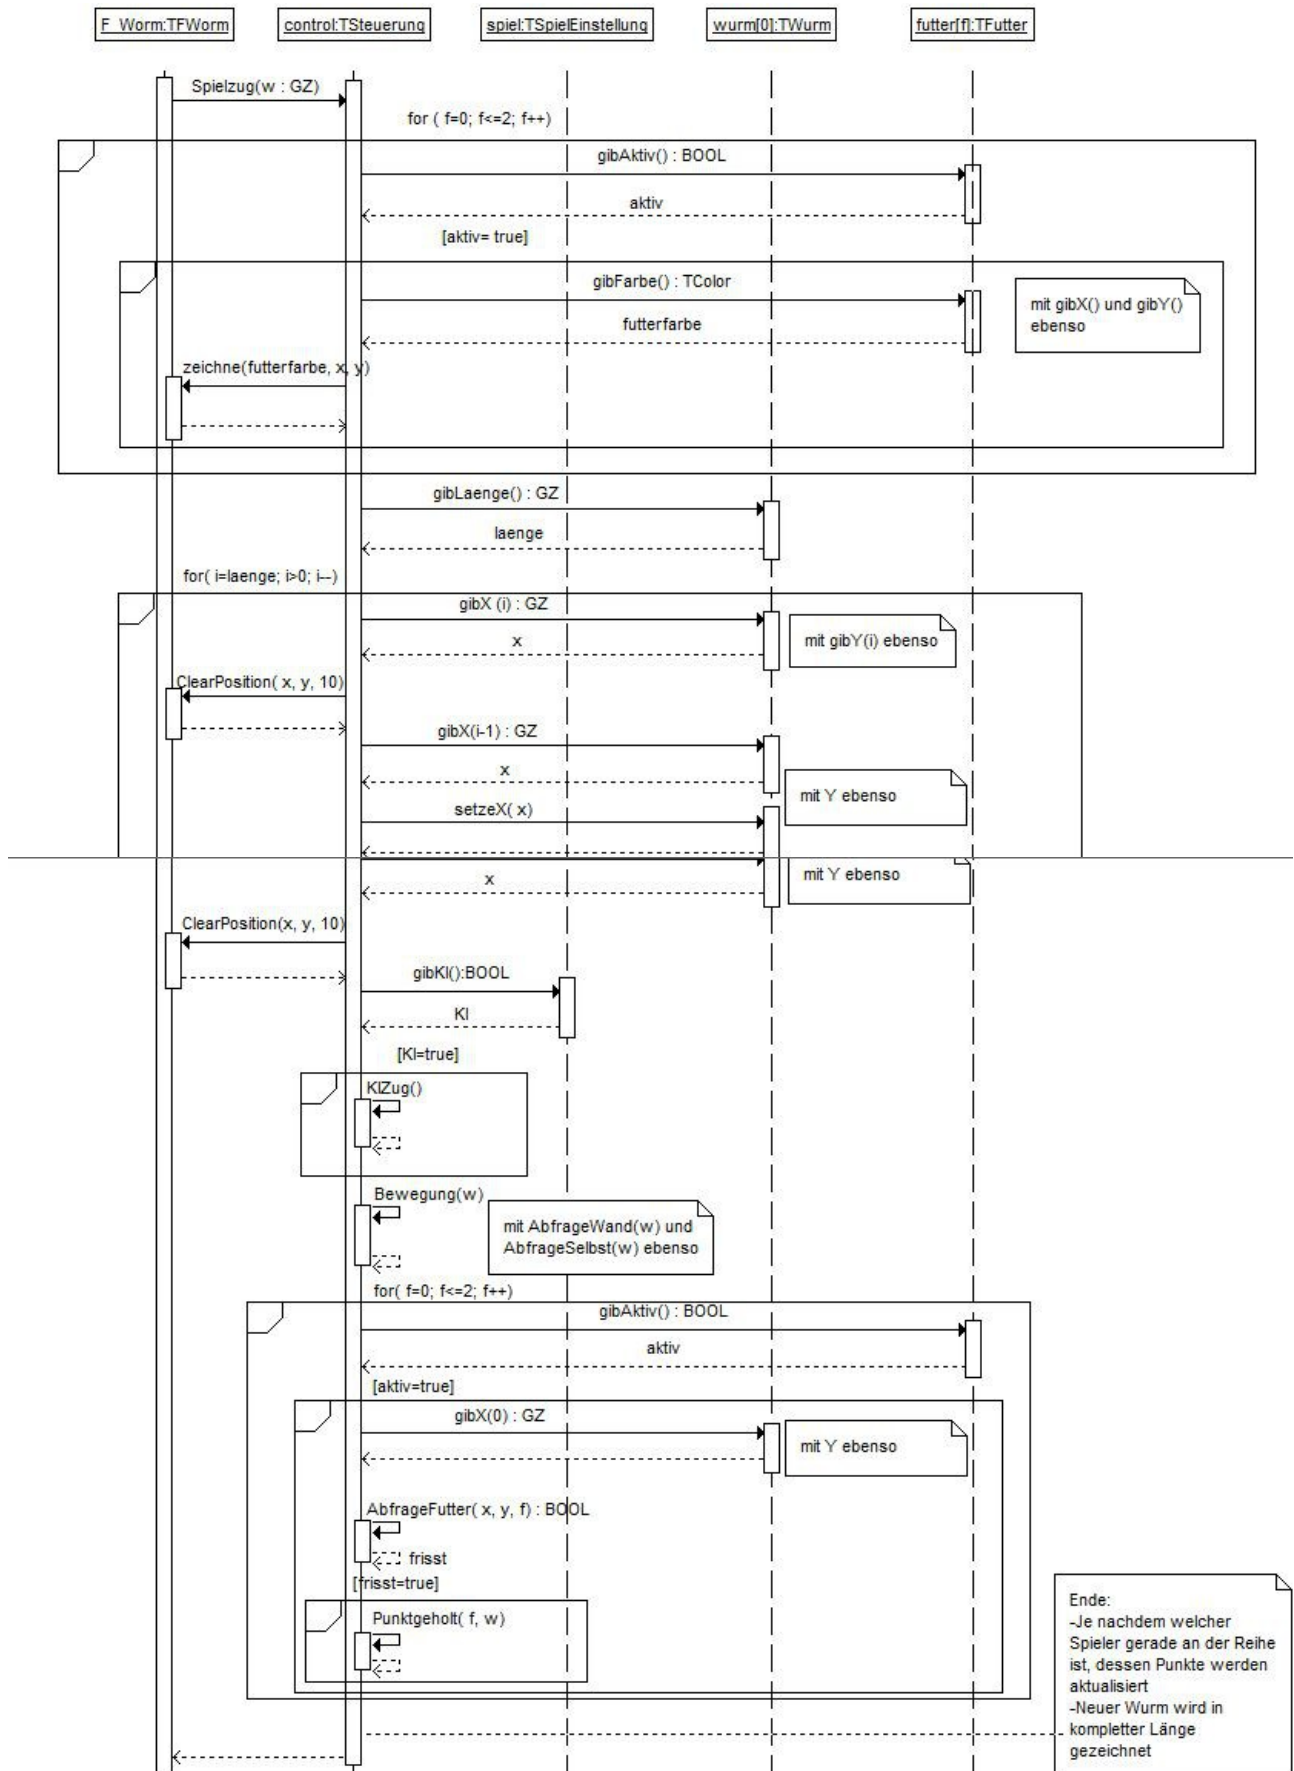 F_Worm:TFWorm
control:TSteuerung
spiel:TSpielEinstellung
wurm[0]:TWurm
futter[f]:TFutter
Spielzug(w : GZ)
for ( f=0; f<=2; f++)
gibAktiv() : BOOL
aktiv
[aktiv= true]
gibFarbe() : TColor
mit gibX() und gibY()
ebenso
futterfarbe
zeichne(futterfarbe, x, y)
gibLaenge() : GZ
laenge
for( i=laenge; i>0; i--)
gibX (i) : GZ
mit gibY(i) ebenso
x
ClearPosition( x, y, 10)
gibX(i-1) : GZ
x
mit Y ebenso
setzeX( x)
x
mit Y ebenso
ClearPosition(x, y, 10)
gibKI():BOOL
KI
[KI=true]
KIZug()
Bewegung(w)
mit AbfrageWand(w) und
AbfrageSelbst(w) ebenso
for( f=0; f<=2; f++)
gibAktiv() : BOOL
aktiv
[aktiv=true]
gibX(0) : GZ
mit Y ebenso
AbfrageFutter( x, y, f) : BOOL
frisst
[frisst=true]
Punktgeholt( f, w)
Ende:
-Je nachdem welcher
Spieler gerade an der Reihe
ist, dessen Punkte werden
aktualisiert
-Neuer Wurm wird in
kompletter Länge
gezeichnet